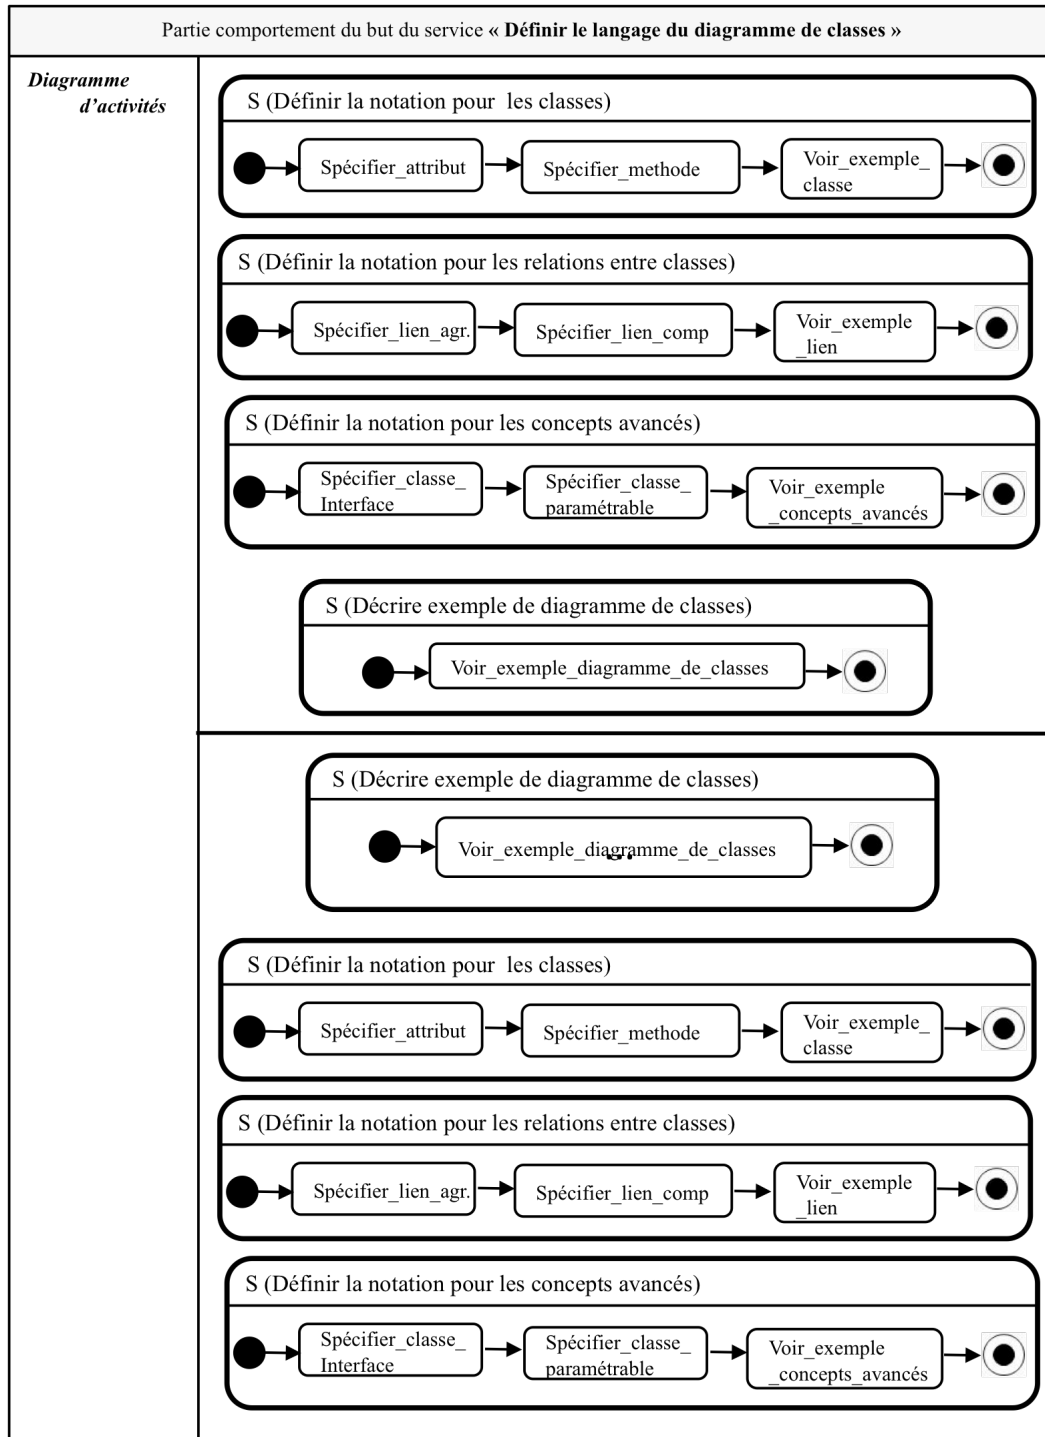 Partie comportement du but du service « Définir le langage du diagramme de classes »
Diagramme
d’activités
S (Définir la notation pour les classes)
Spécifier_attribut
Spécifier_methode
Voir_exemple_
classe
S (Définir la notation pour les relations entre classes)
Spécifier_lien_agr.
Spécifier_lien_comp
Voir_exemple
_lien
S (Définir la notation pour les concepts avancés)
Spécifier_classe_
Interface
Spécifier_classe_
paramétrable
Voir_exemple
_concepts_avancés
S (Décrire exemple de diagramme de classes)
Voir_exemple_diagramme_de_classes
S (Décrire exemple de diagramme de classes)
Voir_exemple_diagramme_de_classes
...
S (Définir la notation pour les classes)
Spécifier_attribut
Spécifier_methode
Voir_exemple_
classe
S (Définir la notation pour les relations entre classes)
Spécifier_lien_agr.
Spécifier_lien_comp
Voir_exemple
_lien
S (Définir la notation pour les concepts avancés)
Spécifier_classe_
Interface
Spécifier_classe_
paramétrable
Voir_exemple
_concepts_avancés